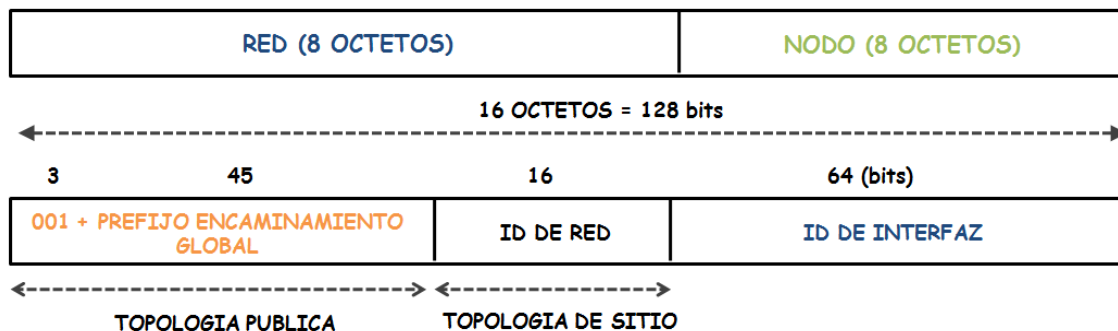 RED (8 OCTETOS)
NODO (8 OCTETOS)
16 OCTETOS = 128 bits
3
45
16
64 (bits)
001 + PREFIJO ENCAMINAMIENTO
GLOBAL
ID DE RED
ID DE INTERFAZ
TOPOLOGIA PUBLICA
TOPOLOGIA DE SITIO